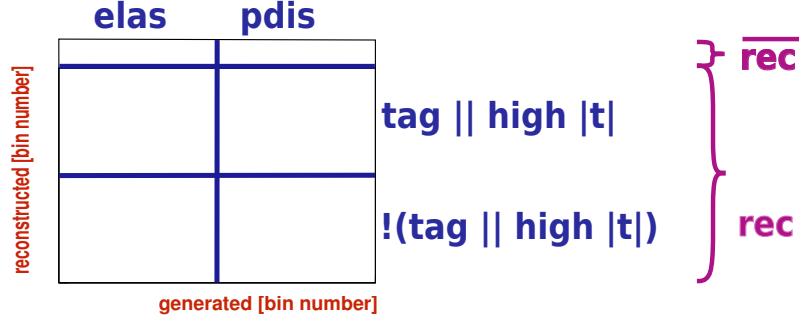 elas pdis
rec
tag || high |t|
reconstructed [bin number]
!(tag || high |t|)
rec
generated [bin number]